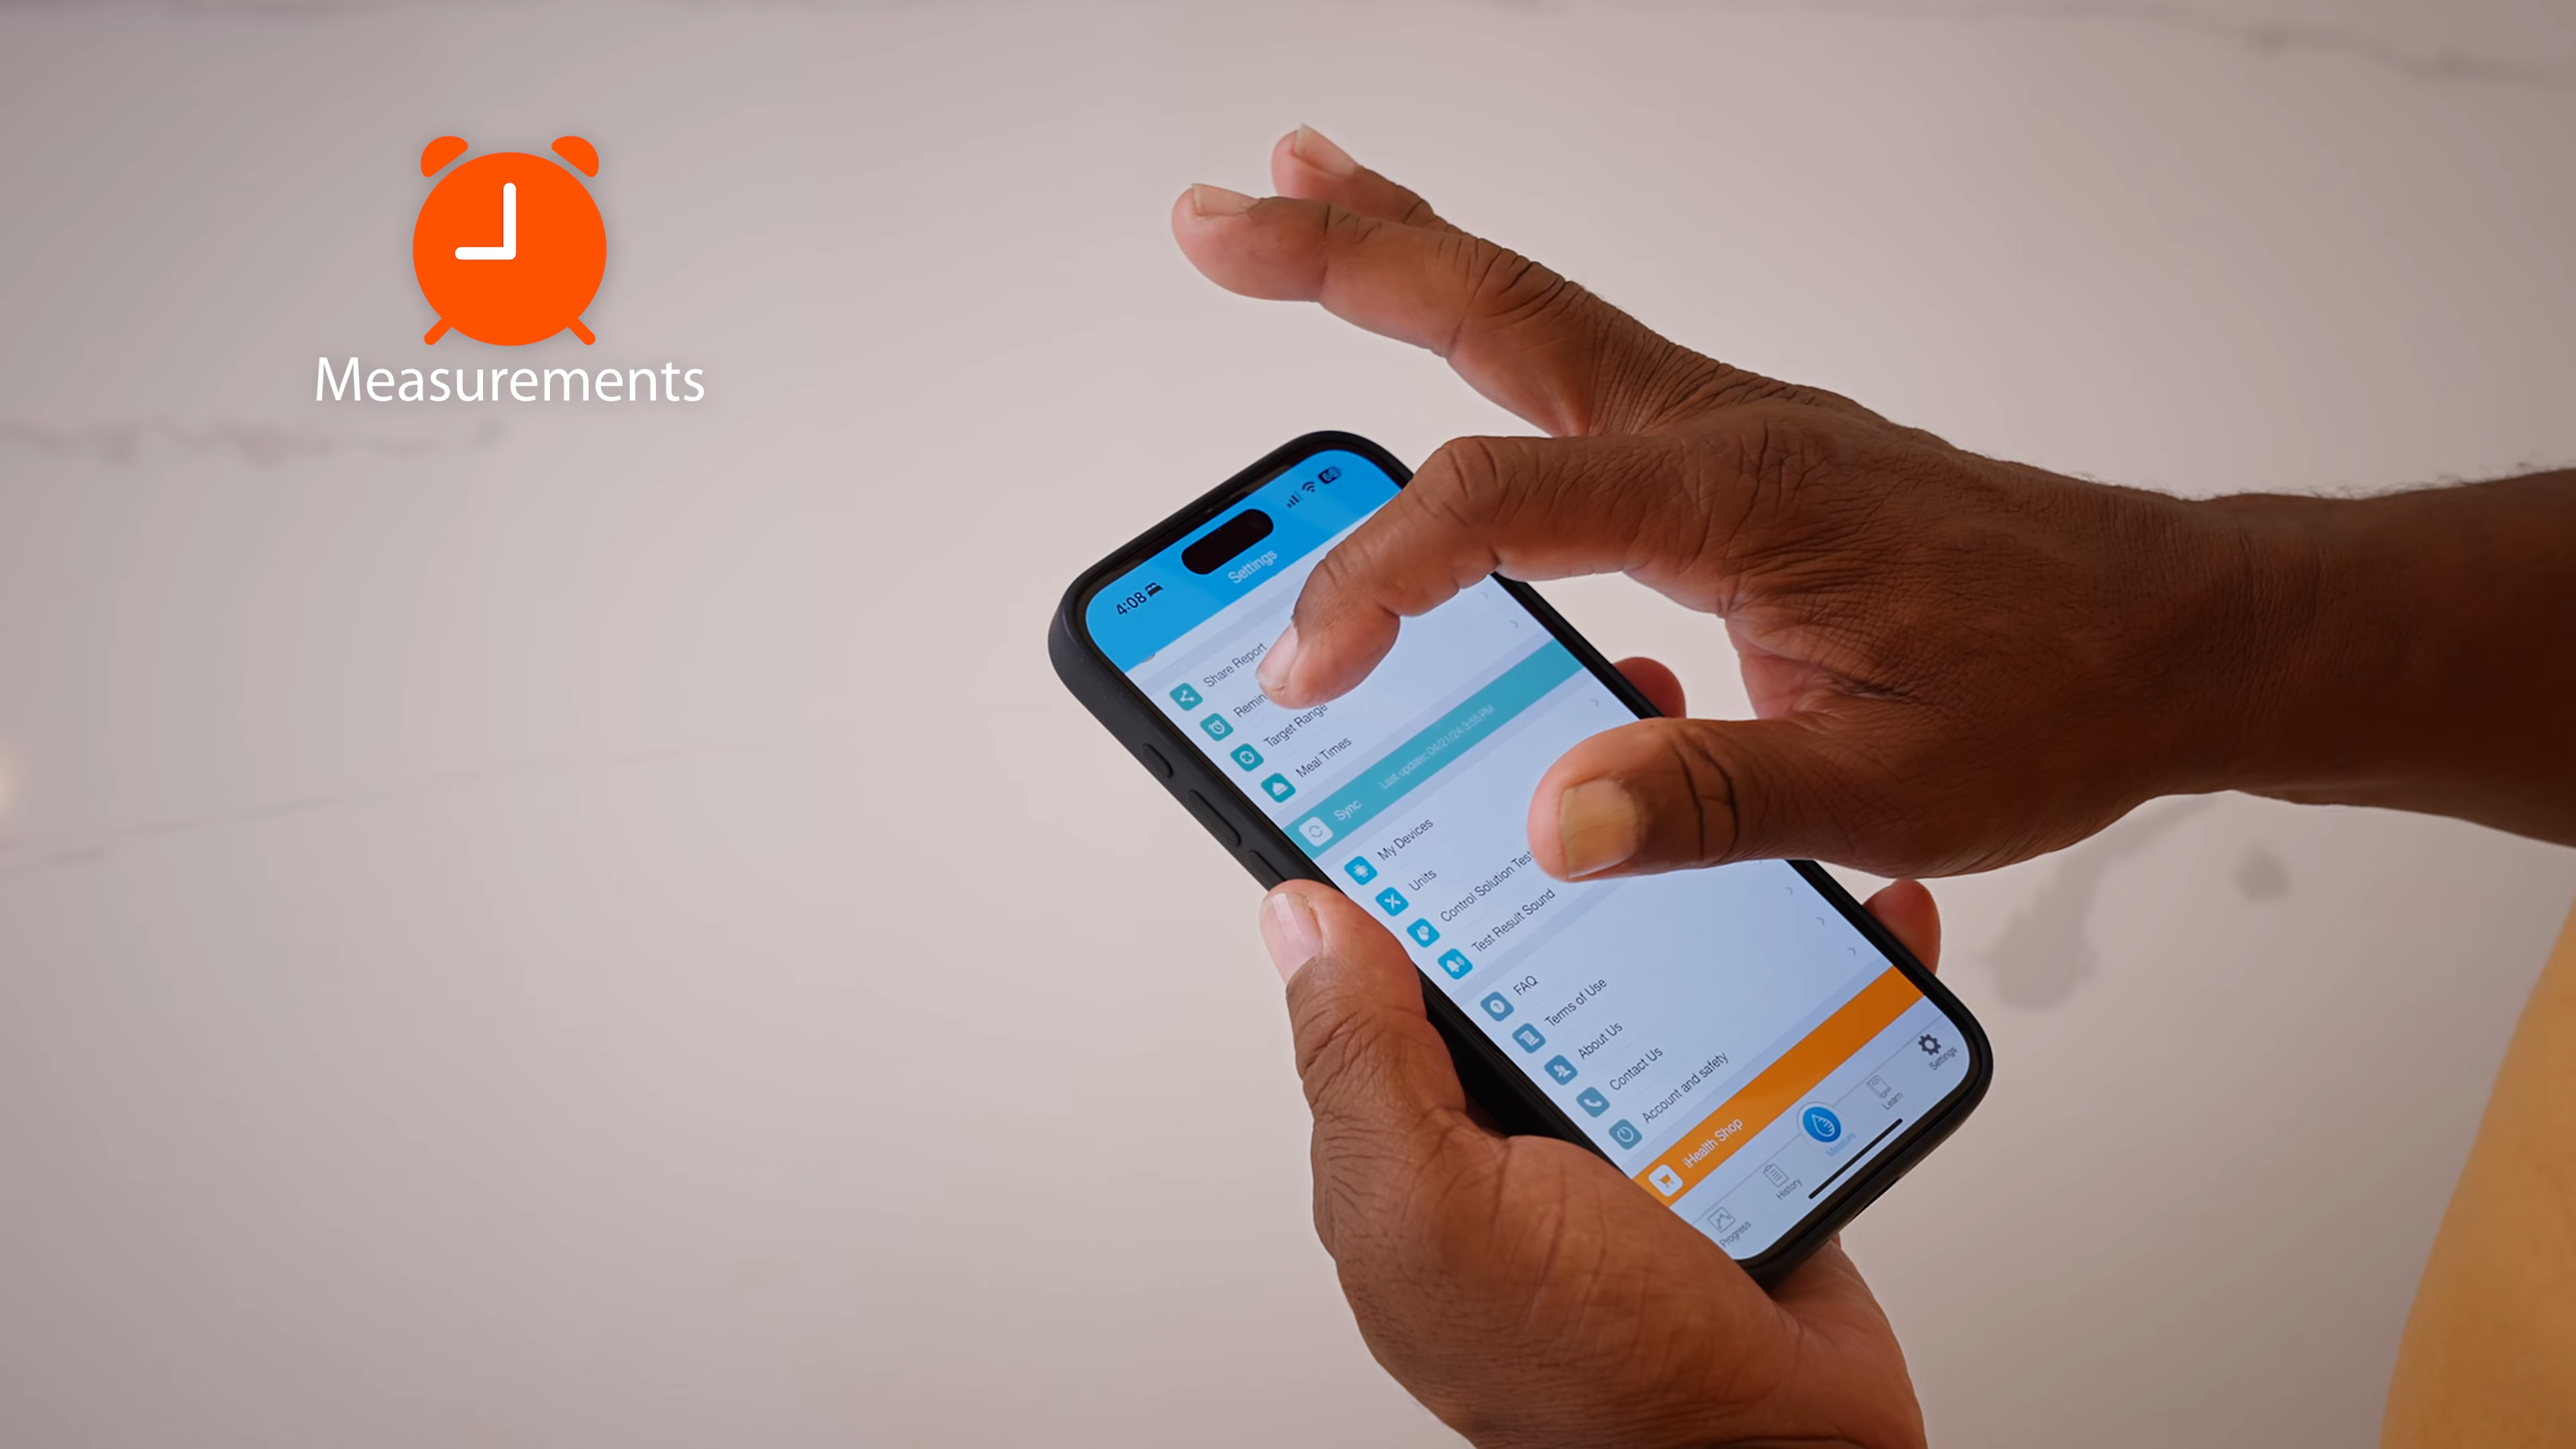 Measurements
4:08
Settings
Share Report
Target Range
Meal Times
Sync Last update: 04/21/24 3:55 PM
My Devices
Units
Control Solution Test
Test Result Sound
FAQ
Terms of Use
About Us
Contact Us
Account and safety
iHealth Shop
Progress
History
Measure
Learn
Settings